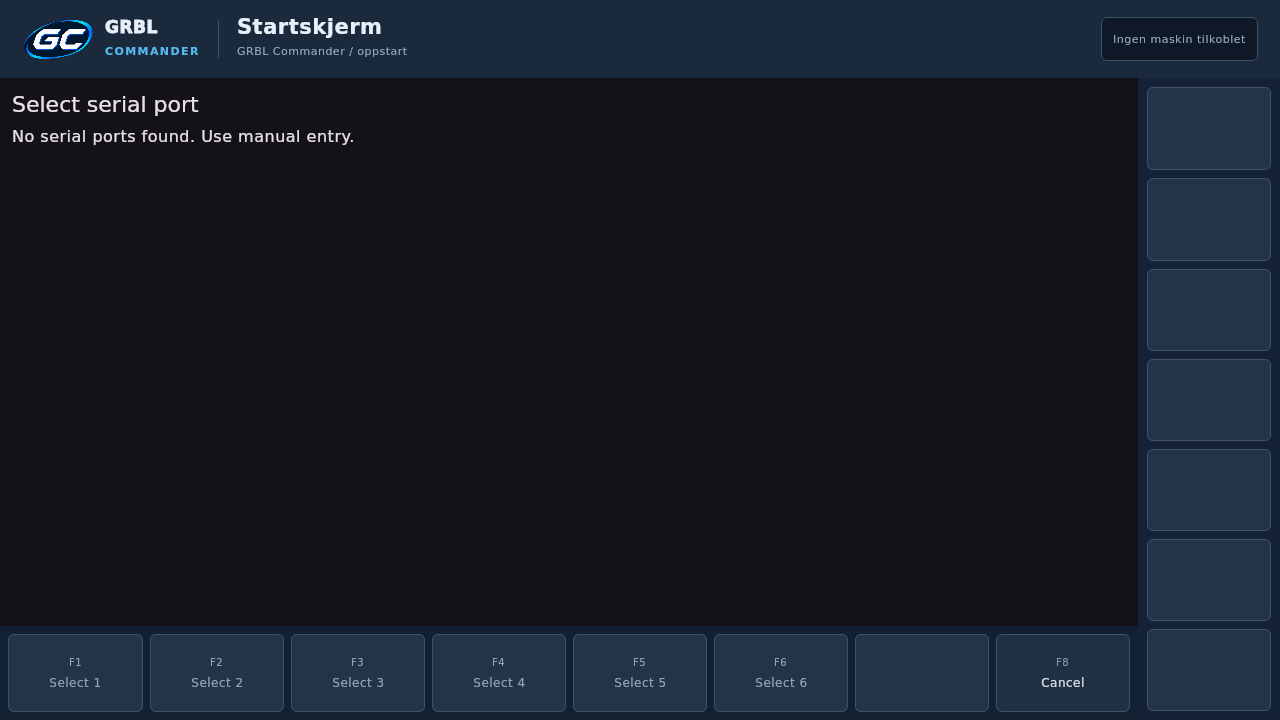 GC
GRBL
COMMANDER
Startskjerm
GRBL Commander / oppstart
Ingen maskin tilkoblet
Select serial port
No serial ports found. Use manual entry.
F1
Select 1
F2
Select 2
F3
Select 3
F4
Select 4
F5
Select 5
F6
Select 6
F8
Cancel